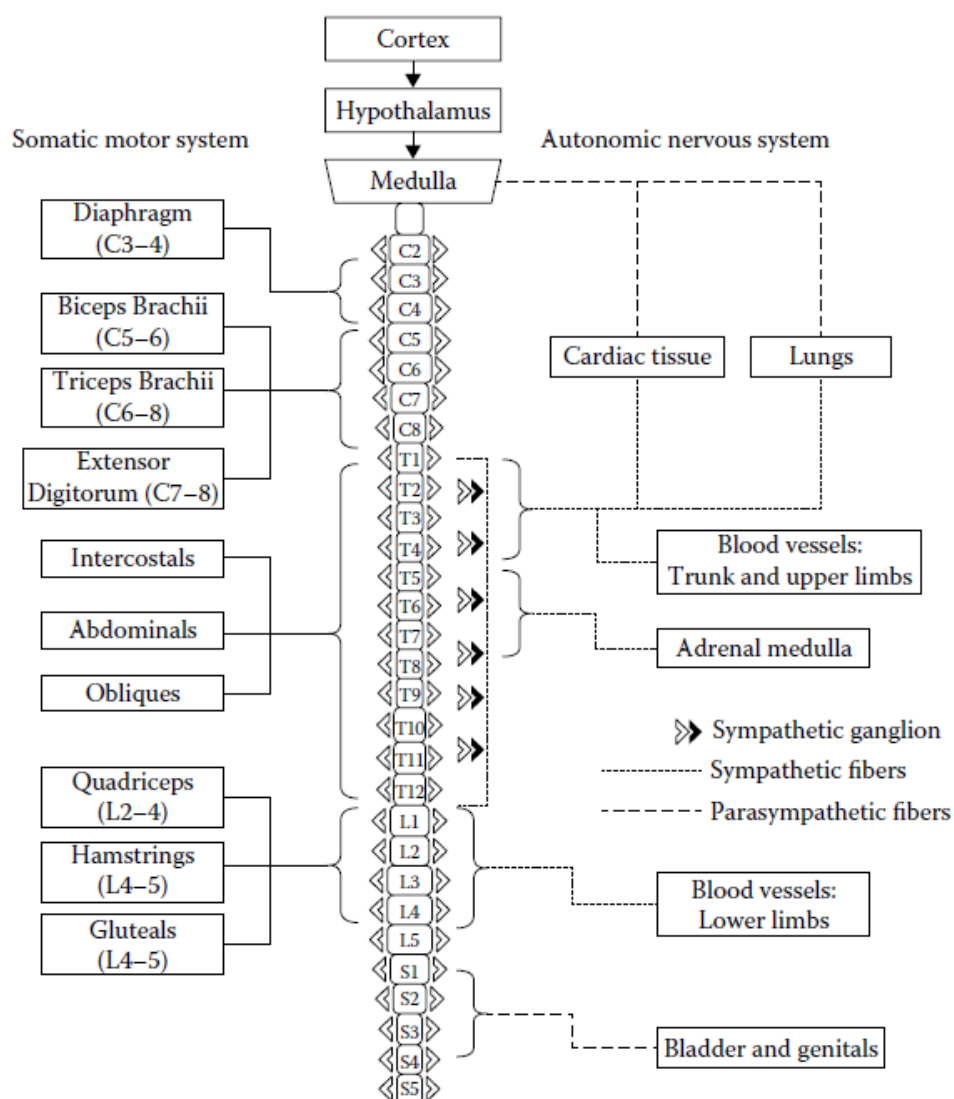 Cortex
Hypothalamus
Somatic motor system
Autonomic nervous system
Medulla
Diaphragm
(C3–4)
Biceps Brachii
(C5–6)
Triceps Brachii
(C6–8)
Extensor
Digitorum (C7–8)
Intercostals
Abdominals
Obliques
Quadriceps
(L2–4)
Hamstrings
(L4–5)
Gluteals
(L4–5)
C2
C3
C4
C5
C6
C7
C8
T1
T2
T3
T4
T5
T6
T7
T8
T9
T10
T11
T12
L1
L2
L3
L4
L5
S1
S2
S3
S4
S5
Cardiac tissue
Lungs
Blood vessels:
Trunk and upper limbs
Adrenal medulla
Sympathetic ganglion
Sympathetic fibers
Parasympathetic fibers
Blood vessels:
Lower limbs
Bladder and genitals